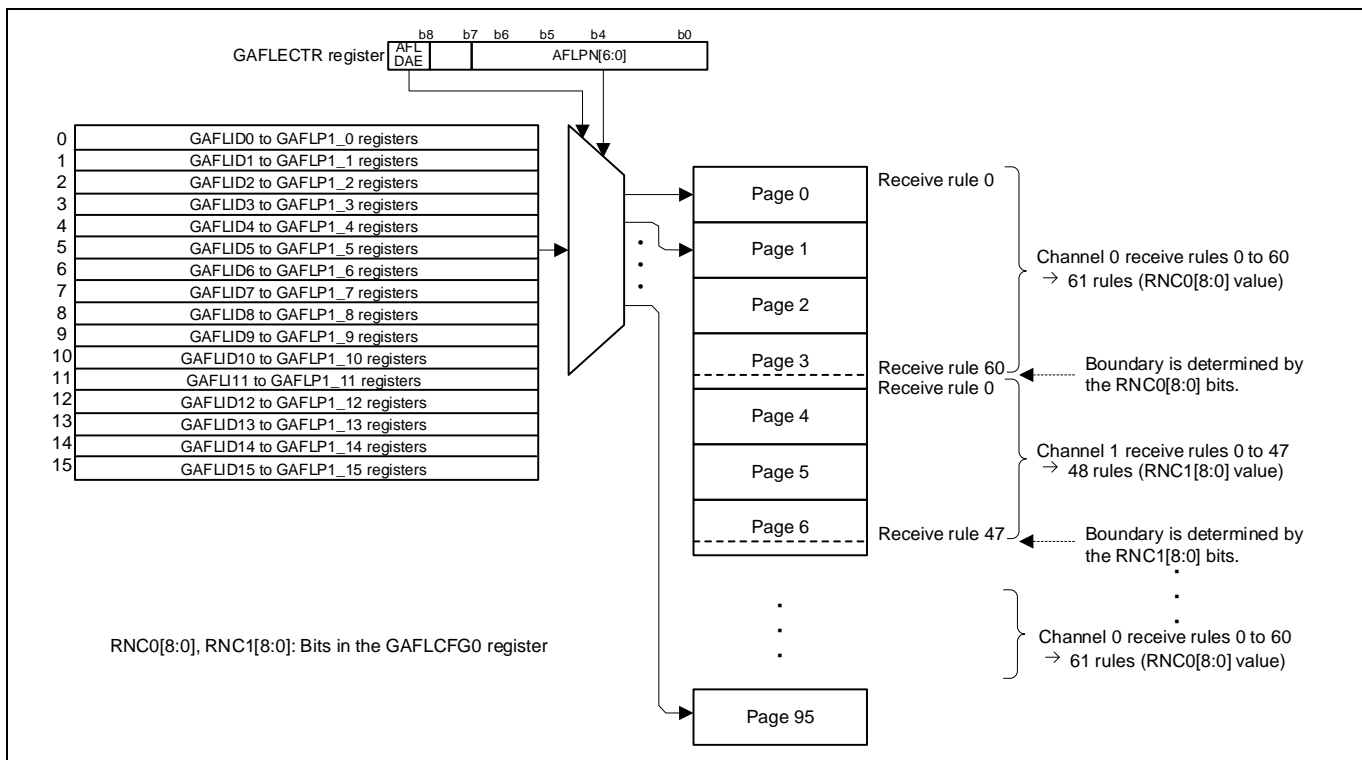 b8 b7 b6 b5 b4 b0
GAFLECTR register
AFL
DAE
AFLPN[6:0]
0 GAFLID0 to GAFLP1_0 registers
1 GAFLID1 to GAFLP1_1 registers
2 GAFLID2 to GAFLP1_2 registers
3 GAFLID3 to GAFLP1_3 registers
4 GAFLID4 to GAFLP1_4 registers
5 GAFLID5 to GAFLP1_5 registers
6 GAFLID6 to GAFLP1_6 registers
7 GAFLID7 to GAFLP1_7 registers
8 GAFLID8 to GAFLP1_8 registers
9 GAFLID9 to GAFLP1_9 registers
10 GAFLID10 to GAFLP1_10 registers
11 GAFLI11 to GAFLP1_11 registers
12 GAFLID12 to GAFLP1_12 registers
13 GAFLID13 to GAFLP1_13 registers
14 GAFLID14 to GAFLP1_14 registers
15 GAFLID15 to GAFLP1_15 registers
Page 0
Page 1
Page 2
Page 3
Page 4
Page 5
Page 6
Page 95
Receive rule 0
Receive rule 60
Receive rule 0
Receive rule 47
Channel 0 receive rules 0 to 60
→ 61 rules (RNC0[8:0] value)
Boundary is determined by
the RNC0[8:0] bits.
Channel 1 receive rules 0 to 47
→ 48 rules (RNC1[8:0] value)
Boundary is determined by
the RNC1[8:0] bits.
Channel 0 receive rules 0 to 60
→ 61 rules (RNC0[8:0] value)
RNC0[8:0], RNC1[8:0]: Bits in the GAFLCFG0 register